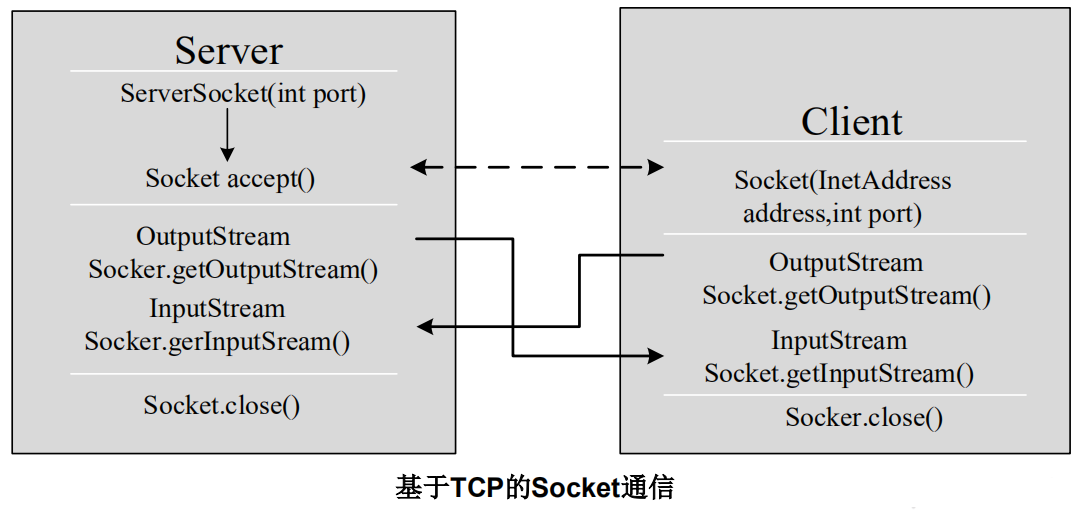 Server
ServerSocket(int port)
Socket accept()
OutputStream
Socker.getOutputStream()
InputStream
Socker.gerInputSream()
Socket.close()
Client
Socket(InetAddress
address,int port)
OutputStream
Socket.getOutputStream()
InputStream
Socket.getInputStream()
Socker.close()
基于TCP的Socket通信